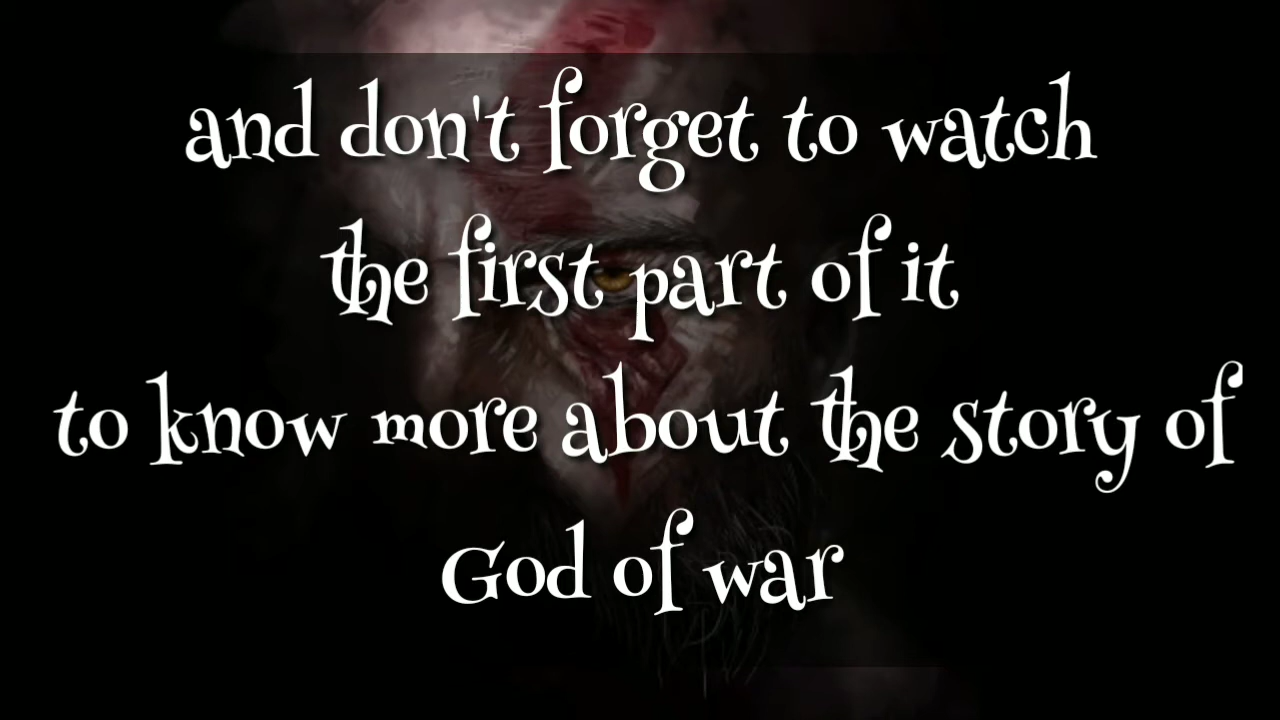 and don't forget to watch
the first part of it
to know more about the story of
God of war